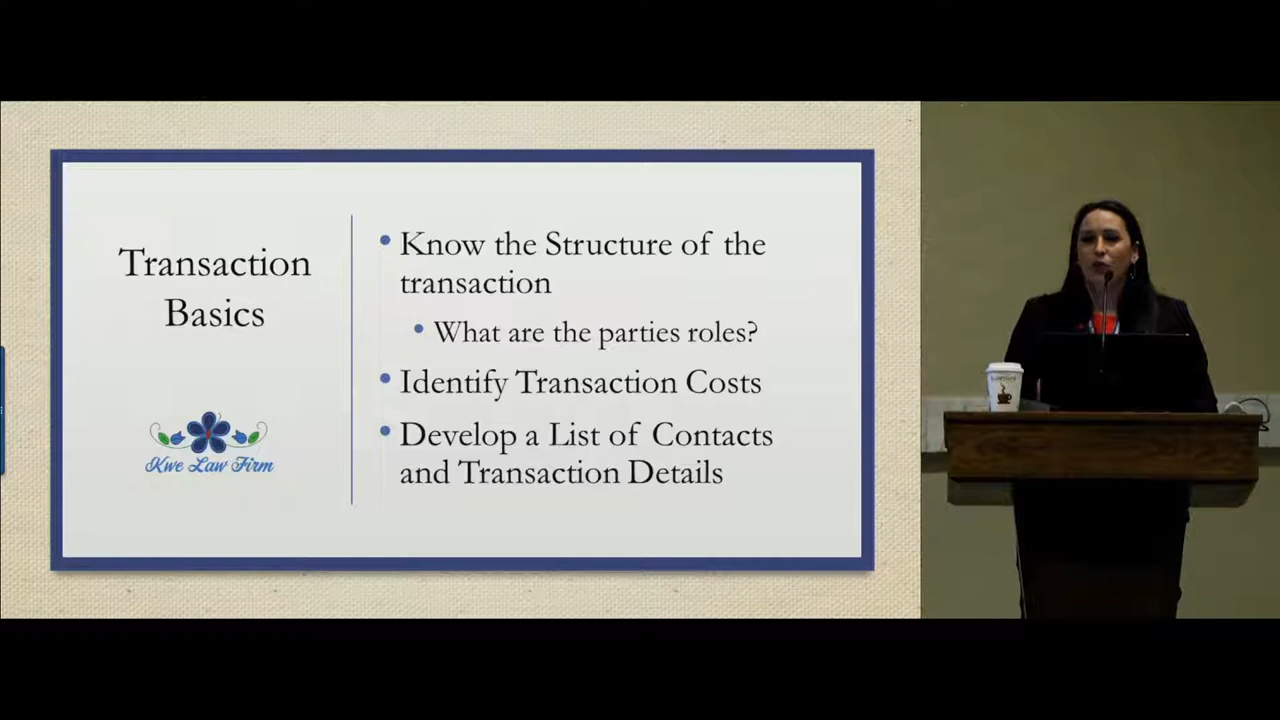 Transaction
Basics
Kwe Law Firm
• Know the Structure of the
transaction
• What are the parties roles?
• Identify Transaction Costs
• Develop a List of Contacts
and Transaction Details